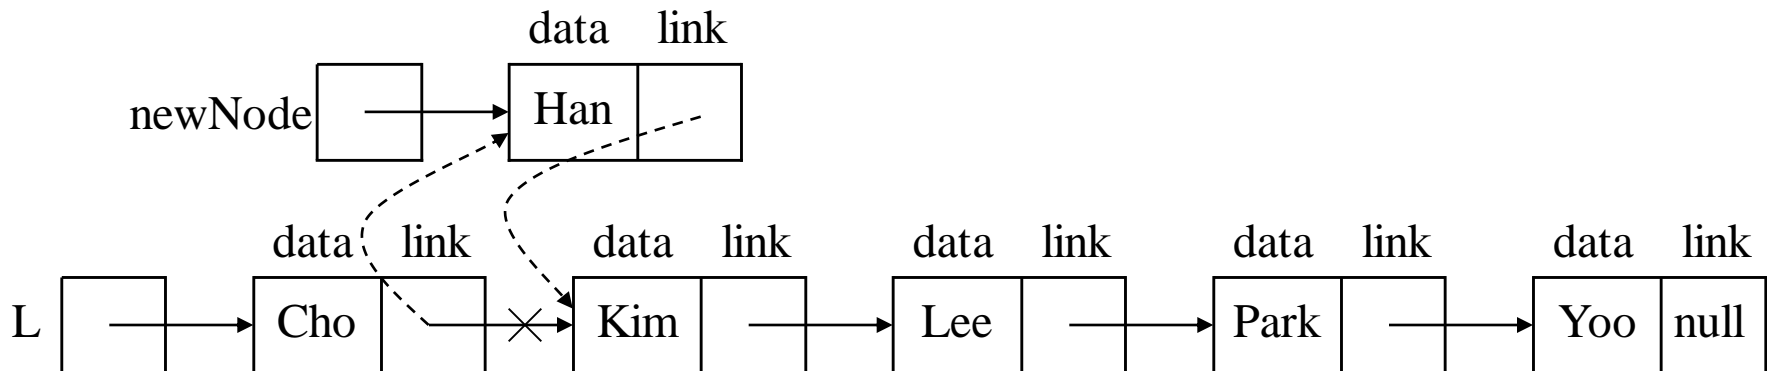 data link
newNode Han
data link data link data link data link data link
L Cho Kim Lee Park Yoo null